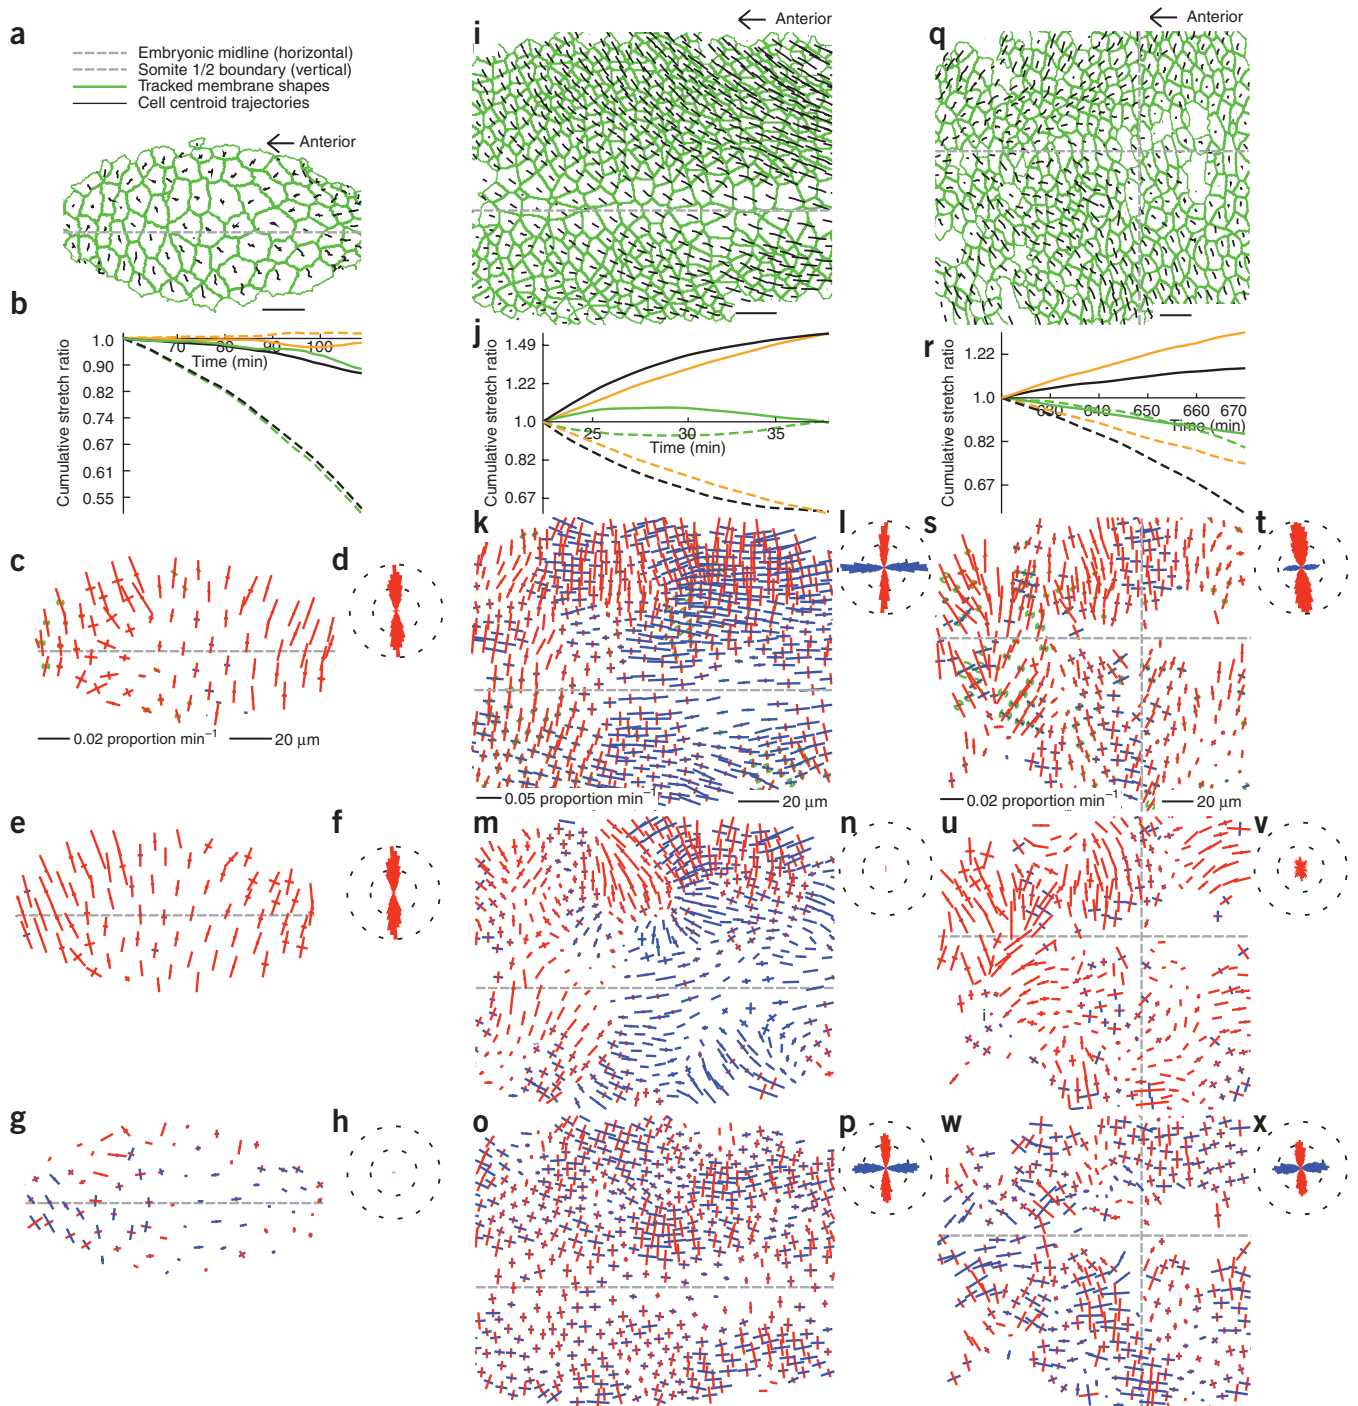 a
Embryonic midline (horizontal)
Somite 1/2 boundary (vertical)
Tracked membrane shapes
Cell centroid trajectories
Anterior
b
Cumulative stretch ratio
1.0
0.90
0.82
0.74
0.67
0.61
0.55
70
80
90
100
Time (min)
c
0.02 proportion min⁻¹
20 µm
d
e
f
g
h
i
Anterior
j
Cumulative stretch ratio
1.49
1.22
1.0
0.82
0.67
25
30
35
Time (min)
k
0.05 proportion min⁻¹
20 µm
l
m
n
o
p
q
Anterior
r
Cumulative stretch ratio
1.22
1.0
0.82
0.67
630
640
650
660
670
Time (min)
s
0.02 proportion min⁻¹
20 µm
t
u
i
v
w
x